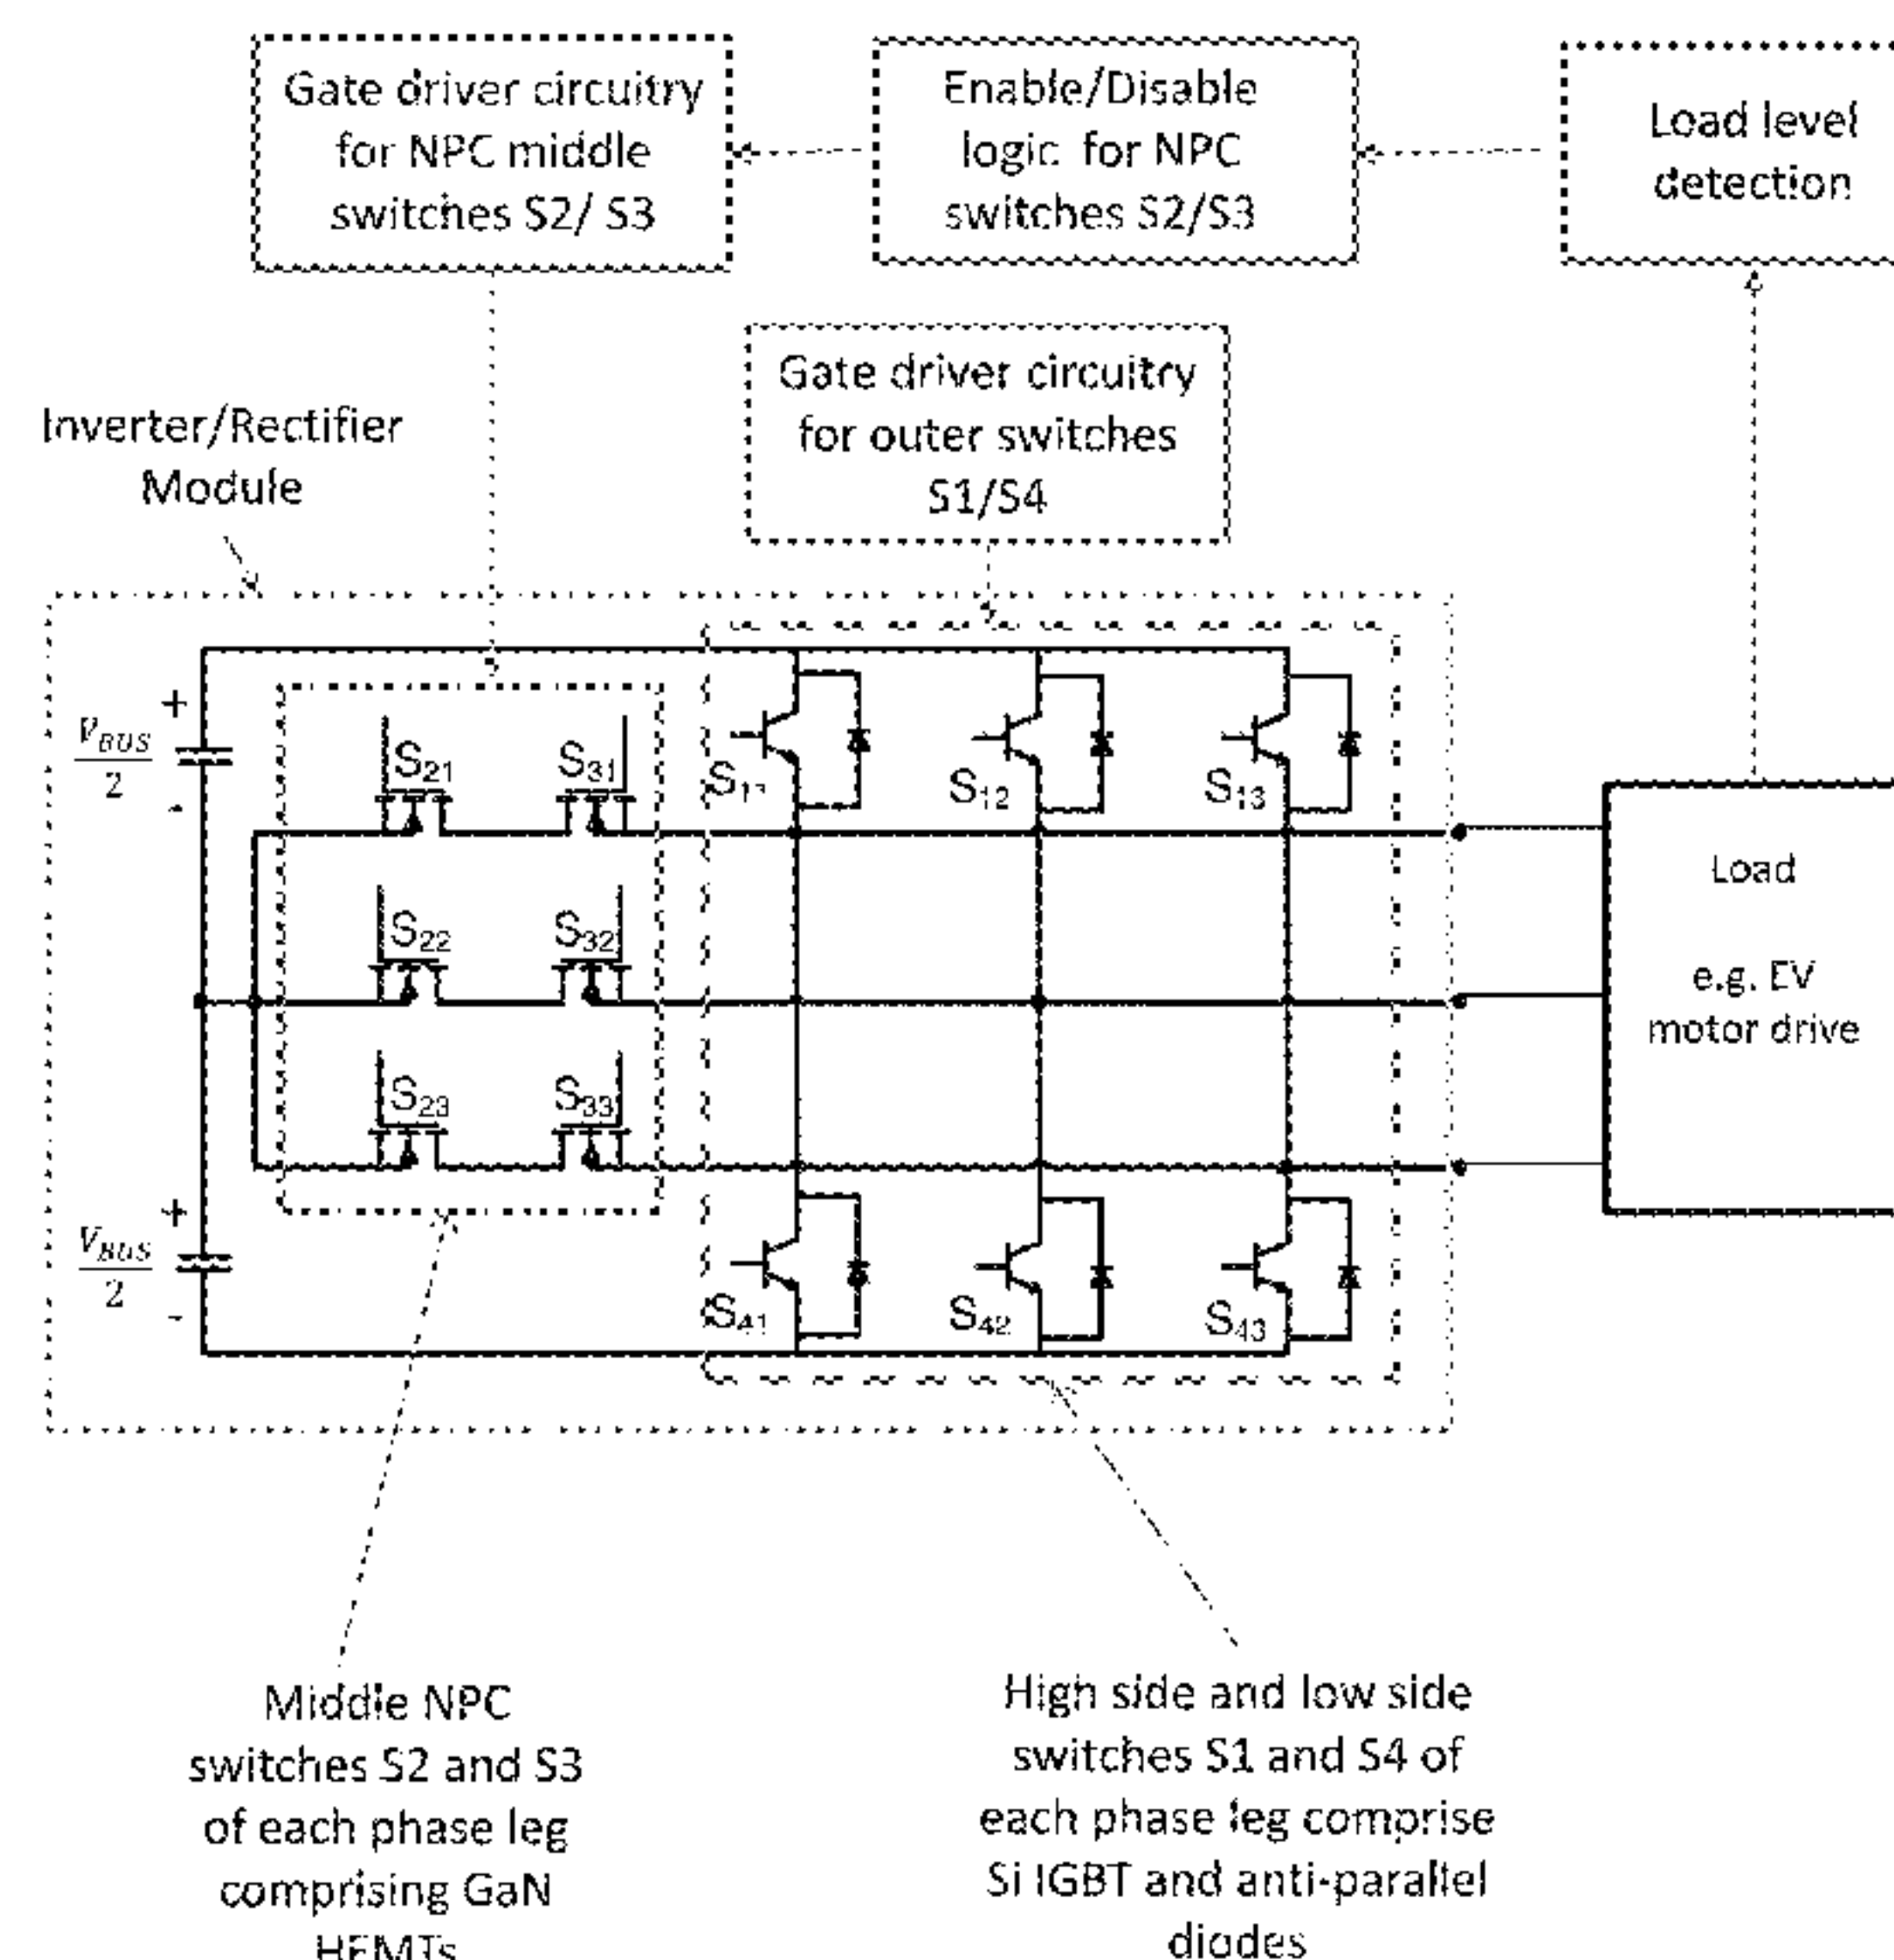 Gate driver circuitry
for NPC middle
switches S2/ S3
Enable/Disable
logic for NPC
switches S2/S3
Load level
detection
Gate driver circuitry
for outer switches
S1/S4
Inverter/Rectifier
Module
+
V_BUS
2
-
S21
S31
S12
S13
S22
S32
S23
S33
+
V_BUS
2
-
S41
S42
S43
Load
e.g. EV
motor drive
Middle NPC
switches S2 and S3
of each phase leg
comprising GaN
HEMTs
High side and low side
switches S1 and S4 of
each phase leg comprise
Si IGBT and anti-parallel
diodes